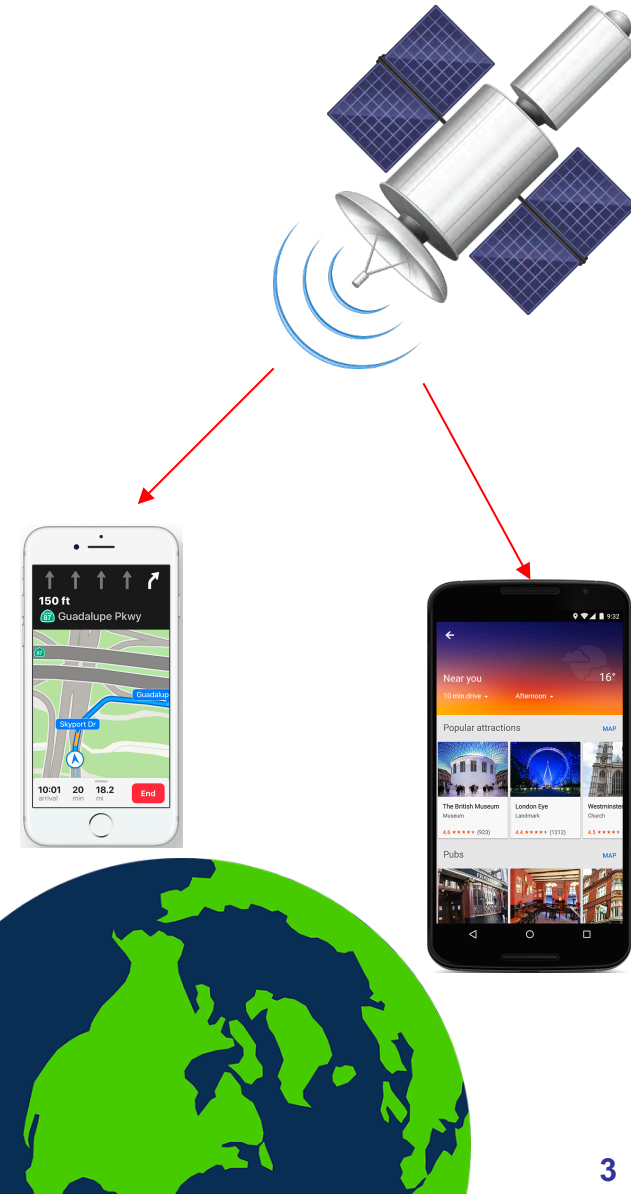 150 ft
87 Guadalupe Pkwy
87
Guadalup
Skyport Dr
10:01 20 18.2
arrival min mi
End
9:32
Near you 16°
10 min drive Afternoon
Popular attractions MAP
The British Museum London Eye Westminste
Museum Landmark Church
4.6 ★★★★★ (923) 4.4 ★★★★★ (1212) 4.5 ★★★★★
Pubs MAP
3